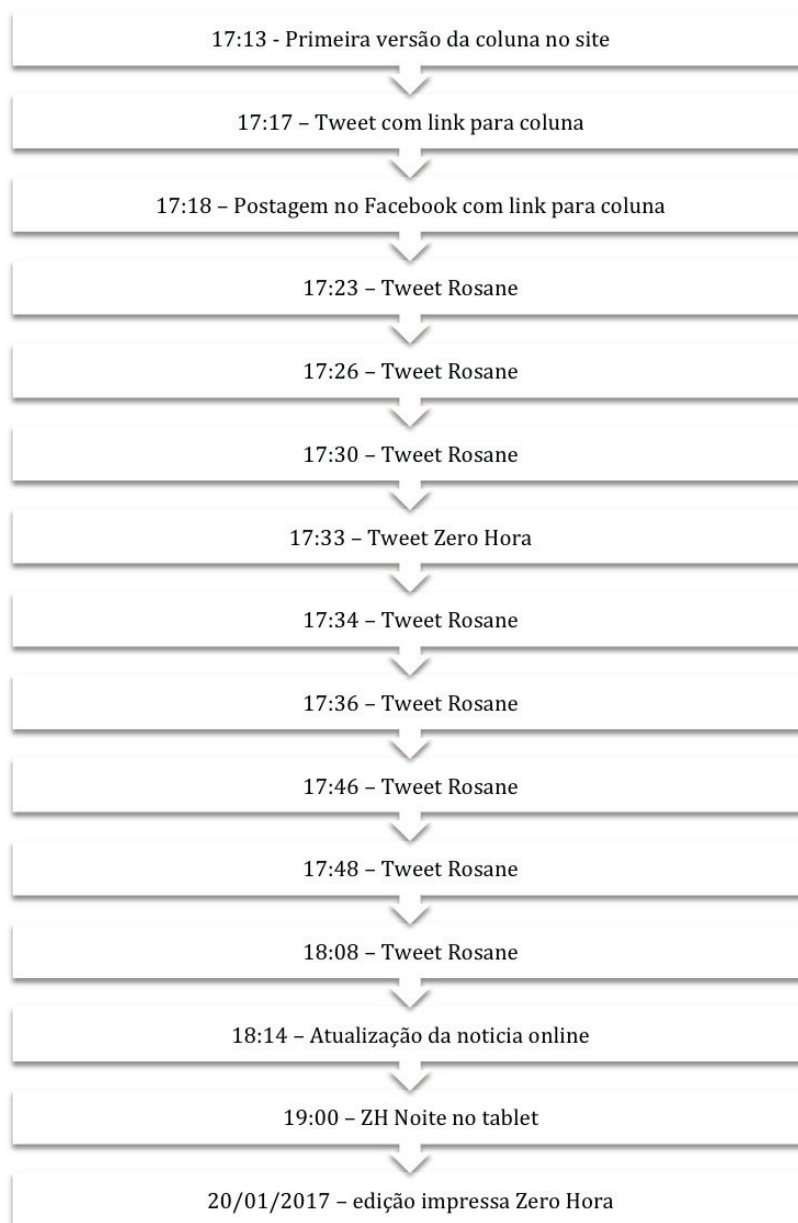 17:13 - Primeira versão da coluna no site
17:17 – Tweet com link para coluna
17:18 – Postagem no Facebook com link para coluna
17:23 – Tweet Rosane
17:26 – Tweet Rosane
17:30 – Tweet Rosane
17:33 – Tweet Zero Hora
17:34 – Tweet Rosane
17:36 – Tweet Rosane
17:46 – Tweet Rosane
17:48 – Tweet Rosane
18:08 – Tweet Rosane
18:14 – Atualização da noticia online
19:00 – ZH Noite no tablet
20/01/2017 – edição impressa Zero Hora